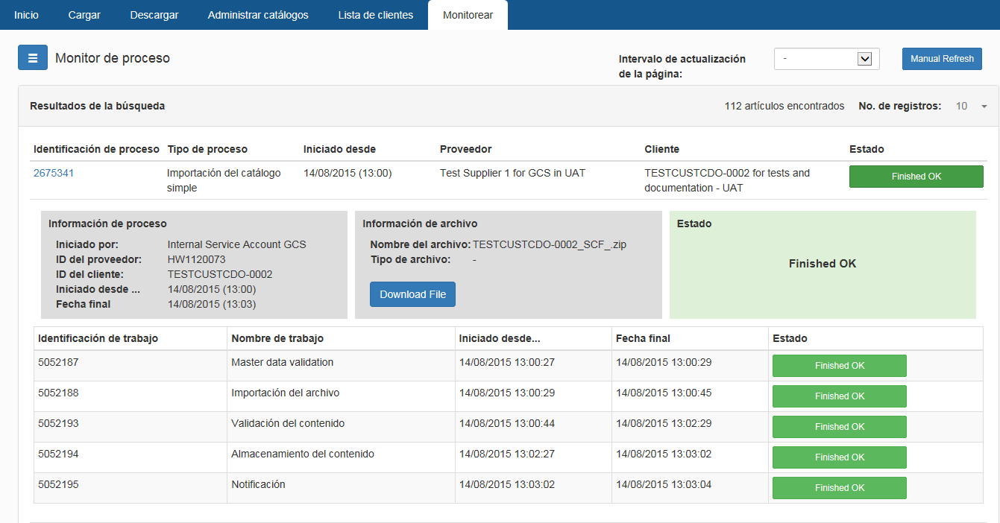 Inicio Cargar Descargar Administrar catálogos Lista de clientes Monitorear
Monitor de proceso
Intervalo de actualización
de la página:
-
Manual Refresh
Resultados de la búsqueda 112 artículos encontrados No. de registros: 10
Identificación de proceso Tipo de proceso Iniciado desde Proveedor Cliente Estado
2675341 Importación del catálogo 14/08/2015 (13:00) Test Supplier 1 for GCS in UAT TESTCUSTCDO-0002 for tests and Finished OK
simple documentation - UAT
Información de proceso
Iniciado por: Internal Service Account GCS
ID del proveedor: HW1120073
ID del cliente: TESTCUSTCDO-0002
Iniciado desde ... 14/08/2015 (13:00)
Fecha final 14/08/2015 (13:03)
Información de archivo
Nombre del archivo: TESTCUSTCDO-0002_SCF_.zip
Tipo de archivo: -
Download File
Estado
Finished OK
Identificación de trabajo Nombre de trabajo Iniciado desde... Fecha final Estado
5052187 Master data validation 14/08/2015 13:00:27 14/08/2015 13:00:29 Finished OK
5052188 Importación del archivo 14/08/2015 13:00:29 14/08/2015 13:00:45 Finished OK
5052193 Validación del contenido 14/08/2015 13:00:44 14/08/2015 13:02:29 Finished OK
5052194 Almacenamiento del contenido 14/08/2015 13:02:27 14/08/2015 13:03:02 Finished OK
5052195 Notificación 14/08/2015 13:03:02 14/08/2015 13:03:04 Finished OK